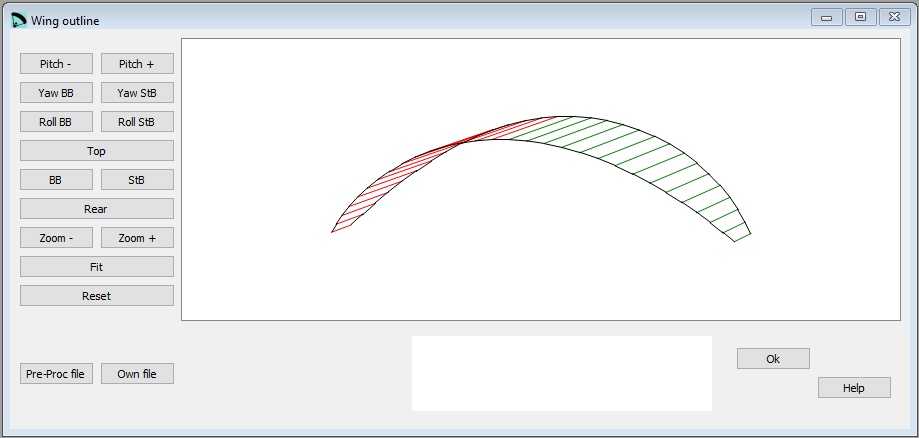 Wing outline
Pitch - Pitch +
Yaw BB Yaw StB
Roll BB Roll StB
Top
BB StB
Rear
Zoom - Zoom +
Fit
Reset
Pre-Proc file Own file
Ok
Help